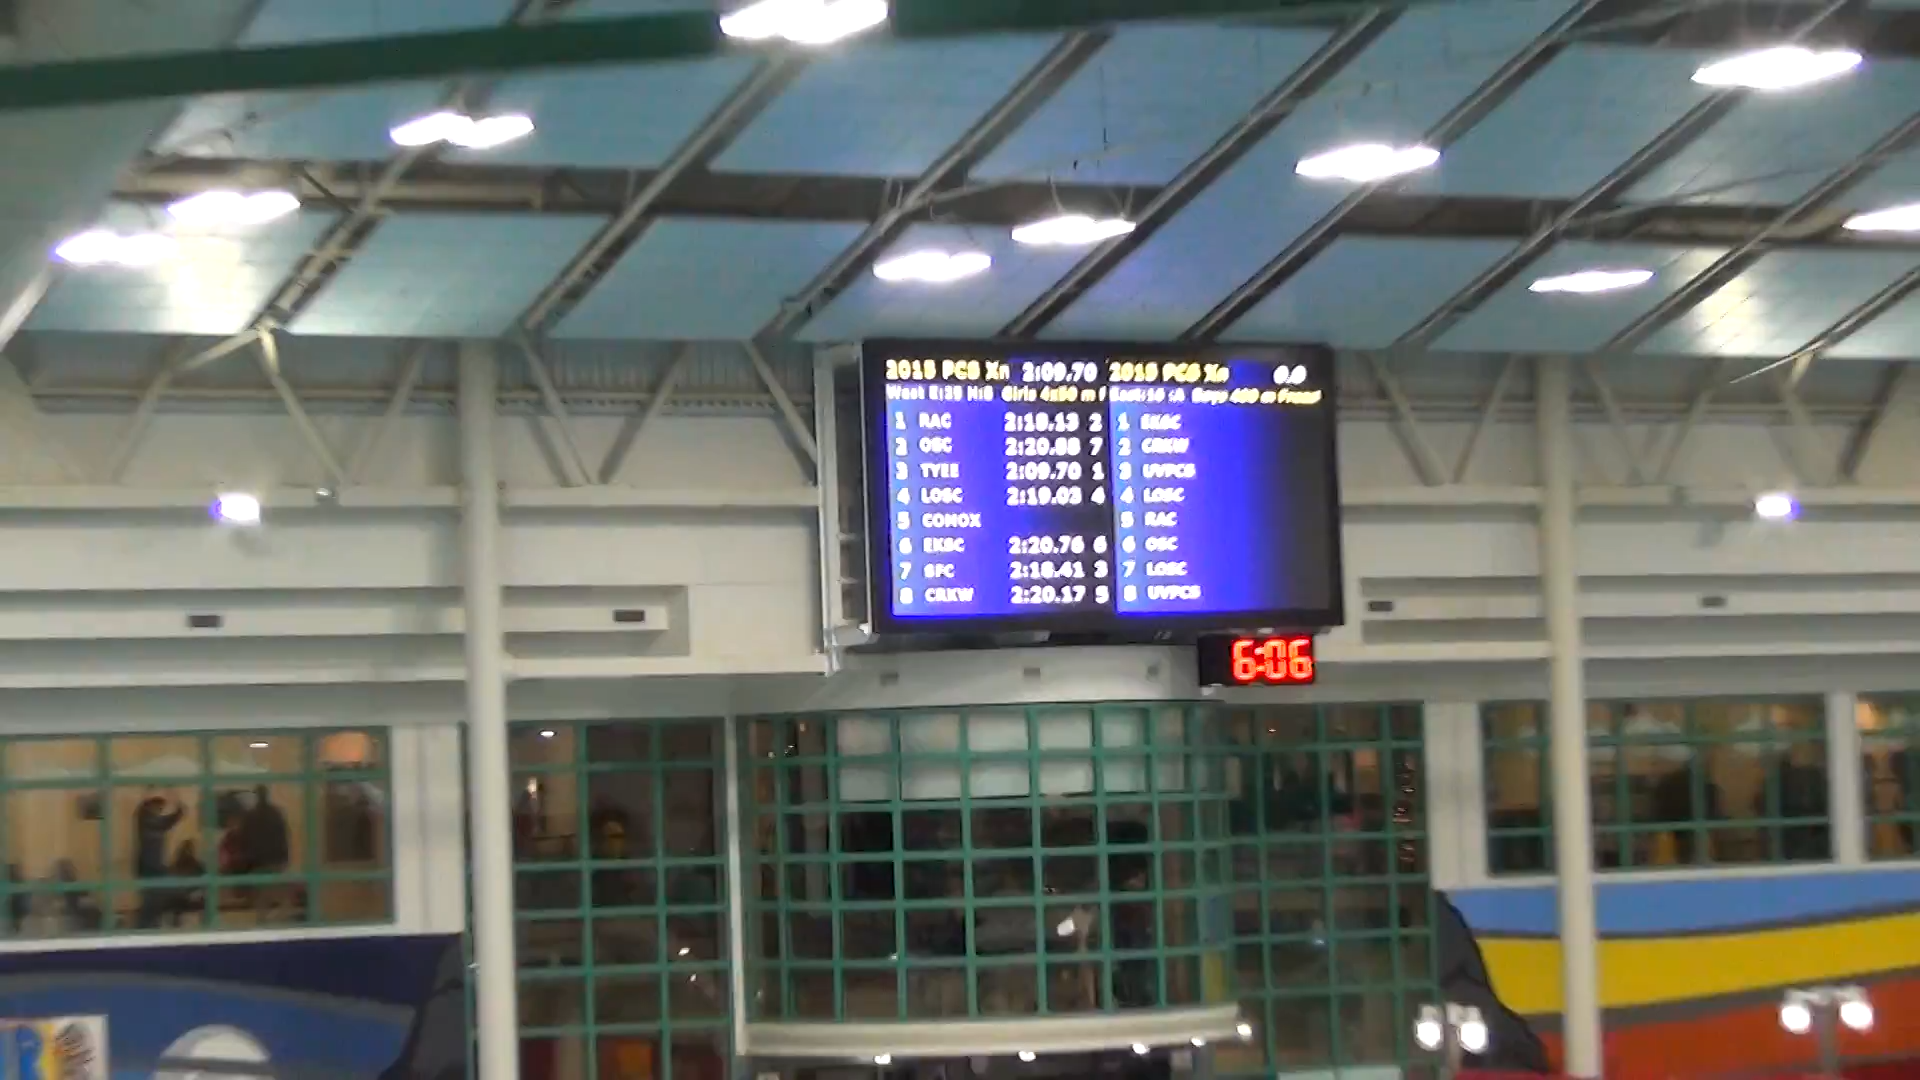 2015 PCS Xn 2:09.70
Girls 4x50 m
1 RAC 2:18.13 2
2 OSC 2:20.88 7
3 TYEE 2:09.70 1
4 LOSC 2:19.03 4
5 COMOX
6 EKSC 2:20.76 6
7 SFC 2:18.41 3
8 CRKW 2:20.17 5
2015 PCS Xn 0.0
Boys 400 m
1 EKSC
2 CRKW
3 UVPCS
4 LOSC
5 RAC
6 OSC
7 LOSC
8 UVPCS
6:06